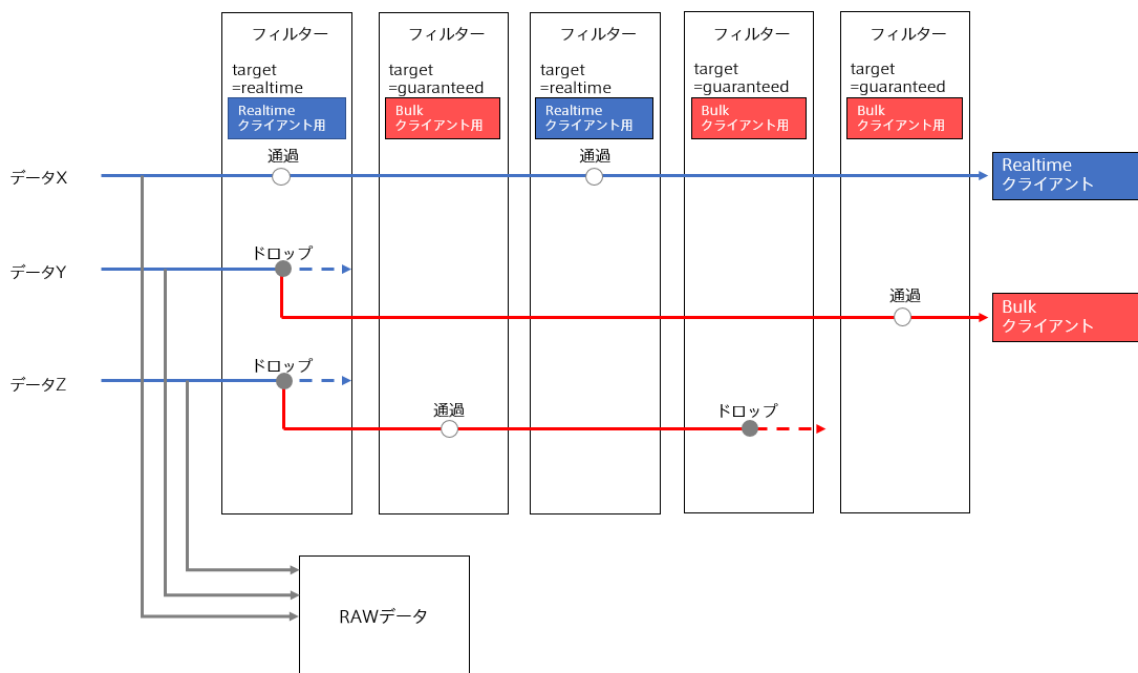 フィルター
target
=realtime
Realtime
クライアント用
フィルター
target
=guaranteed
Bulk
クライアント用
フィルター
target
=realtime
Realtime
クライアント用
フィルター
target
=guaranteed
Bulk
クライアント用
フィルター
target
=guaranteed
Bulk
クライアント用
データX
通過
通過
Realtime
クライアント
データY
ドロップ
通過
Bulk
クライアント
データZ
ドロップ
通過
ドロップ
RAWデータ